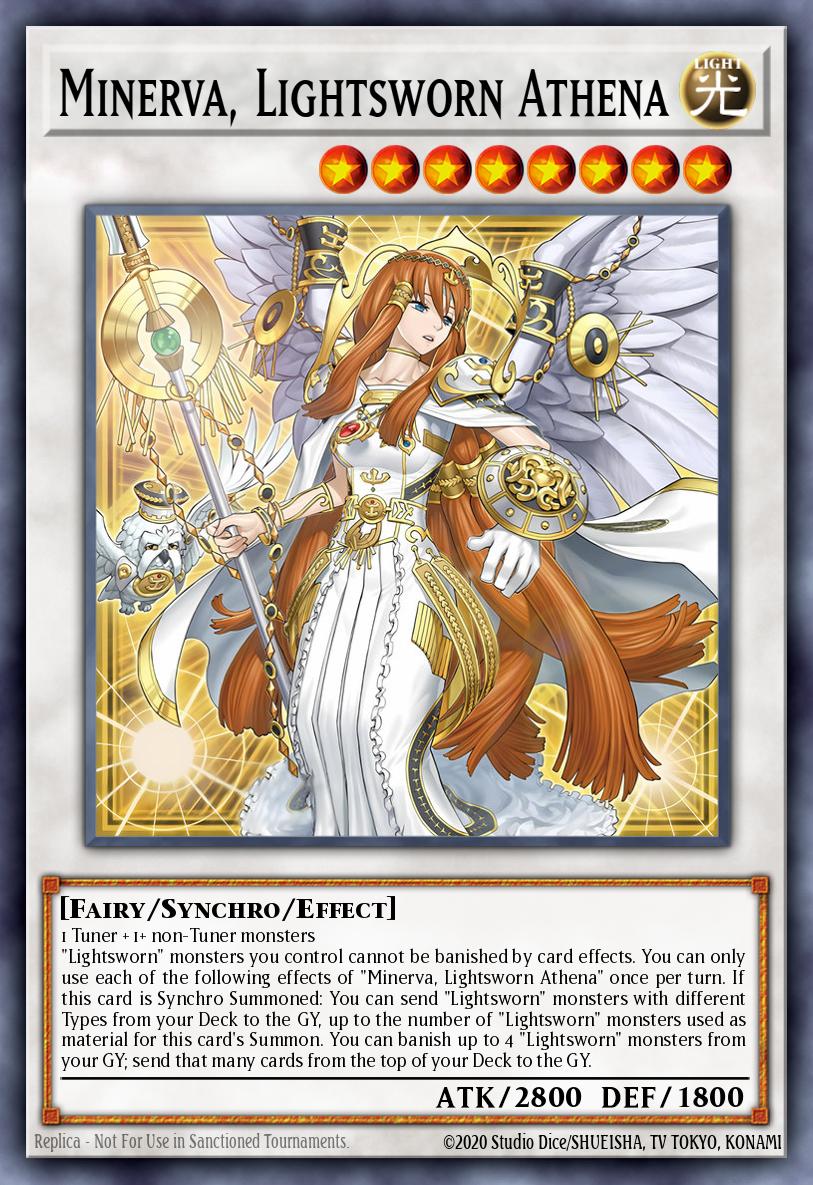 Minerva, Lightsworn Athena
LIGHT
光
[Fairy/Synchro/Effect]
1 Tuner + 1+ non-Tuner monsters
"Lightsworn" monsters you control cannot be banished by card effects. You can only
use each of the following effects of "Minerva, Lightsworn Athena" once per turn. If
this card is Synchro Summoned: You can send "Lightsworn" monsters with different
Types from your Deck to the GY, up to the number of "Lightsworn" monsters used as
material for this card's Summon. You can banish up to 4 "Lightsworn" monsters from
your GY; send that many cards from the top of your Deck to the GY.
ATK/2800 DEF/1800
Replica - Not For Use in Sanctioned Tournaments.
©2020 Studio Dice/SHUEISHA, TV TOKYO, KONAMI